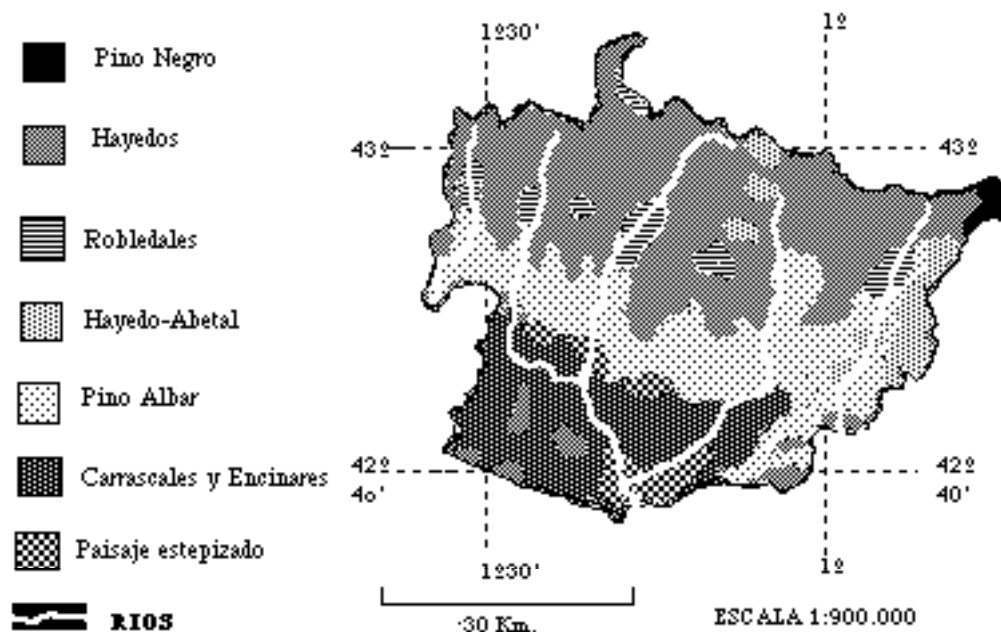 Pino Negro
Hayedos
Robledales
Hayedo-Abetal
Pino Albar
Carrascales y Encinares
Paisaje estepizado
RIOS
1º30'
1º
43º
43º
42º
40'
42º
40'
1º30'
1º
30 Km.
ESCALA 1:900.000